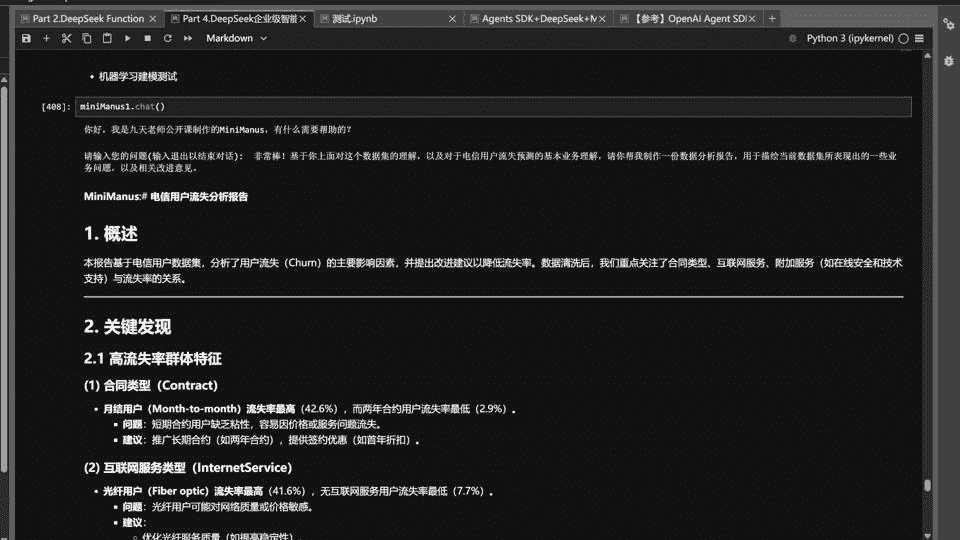 Part 2.DeepSeek Function
Part 4.DeepSeek企业级智能
测试.ipynb
Agents SDK+DeepSeek+M
【参考】OpenAI Agent SDI
Markdown
Python 3 (ipykernel)
机器学习建模测试
[408]:
miniManus1.chat()
你好，我是九天老师公开课制作的MiniManus，有什么需要帮助的？
请输入您的问题(输入退出以结束对话)： 非常棒！基于你上面对这个数据集的理解，以及对于电信用户流失预测的基本业务理解，请你帮我制作一份数据分析报告，用于描绘当前数据集所表现出的一些业
务问题，以及相关改进意见。
MiniManus:# 电信用户流失分析报告
1. 概述
本报告基于电信用户数据集，分析了用户流失（Churn）的主要影响因素，并提出改进建议以降低流失率。数据清洗后，我们重点关注了合同类型、互联网服务、附加服务（如在线安全和技术
支持）与流失率的关系。
2. 关键发现
2.1 高流失率群体特征
(1) 合同类型（Contract）
月结用户（Month-to-month）流失率最高（42.6%），而两年合约用户流失率最低（2.9%）。
问题：短期合约用户缺乏粘性，容易因价格或服务问题流失。
建议：推广长期合约（如两年合约），提供签约优惠（如首年折扣）。
(2) 互联网服务类型（InternetService）
光纤用户（Fiber optic）流失率最高（41.6%），无互联网服务用户流失率最低（7.7%）。
问题：光纤用户可能对网络质量或价格敏感。
建议：
优化光纤服务质量（如提高稳定性）。